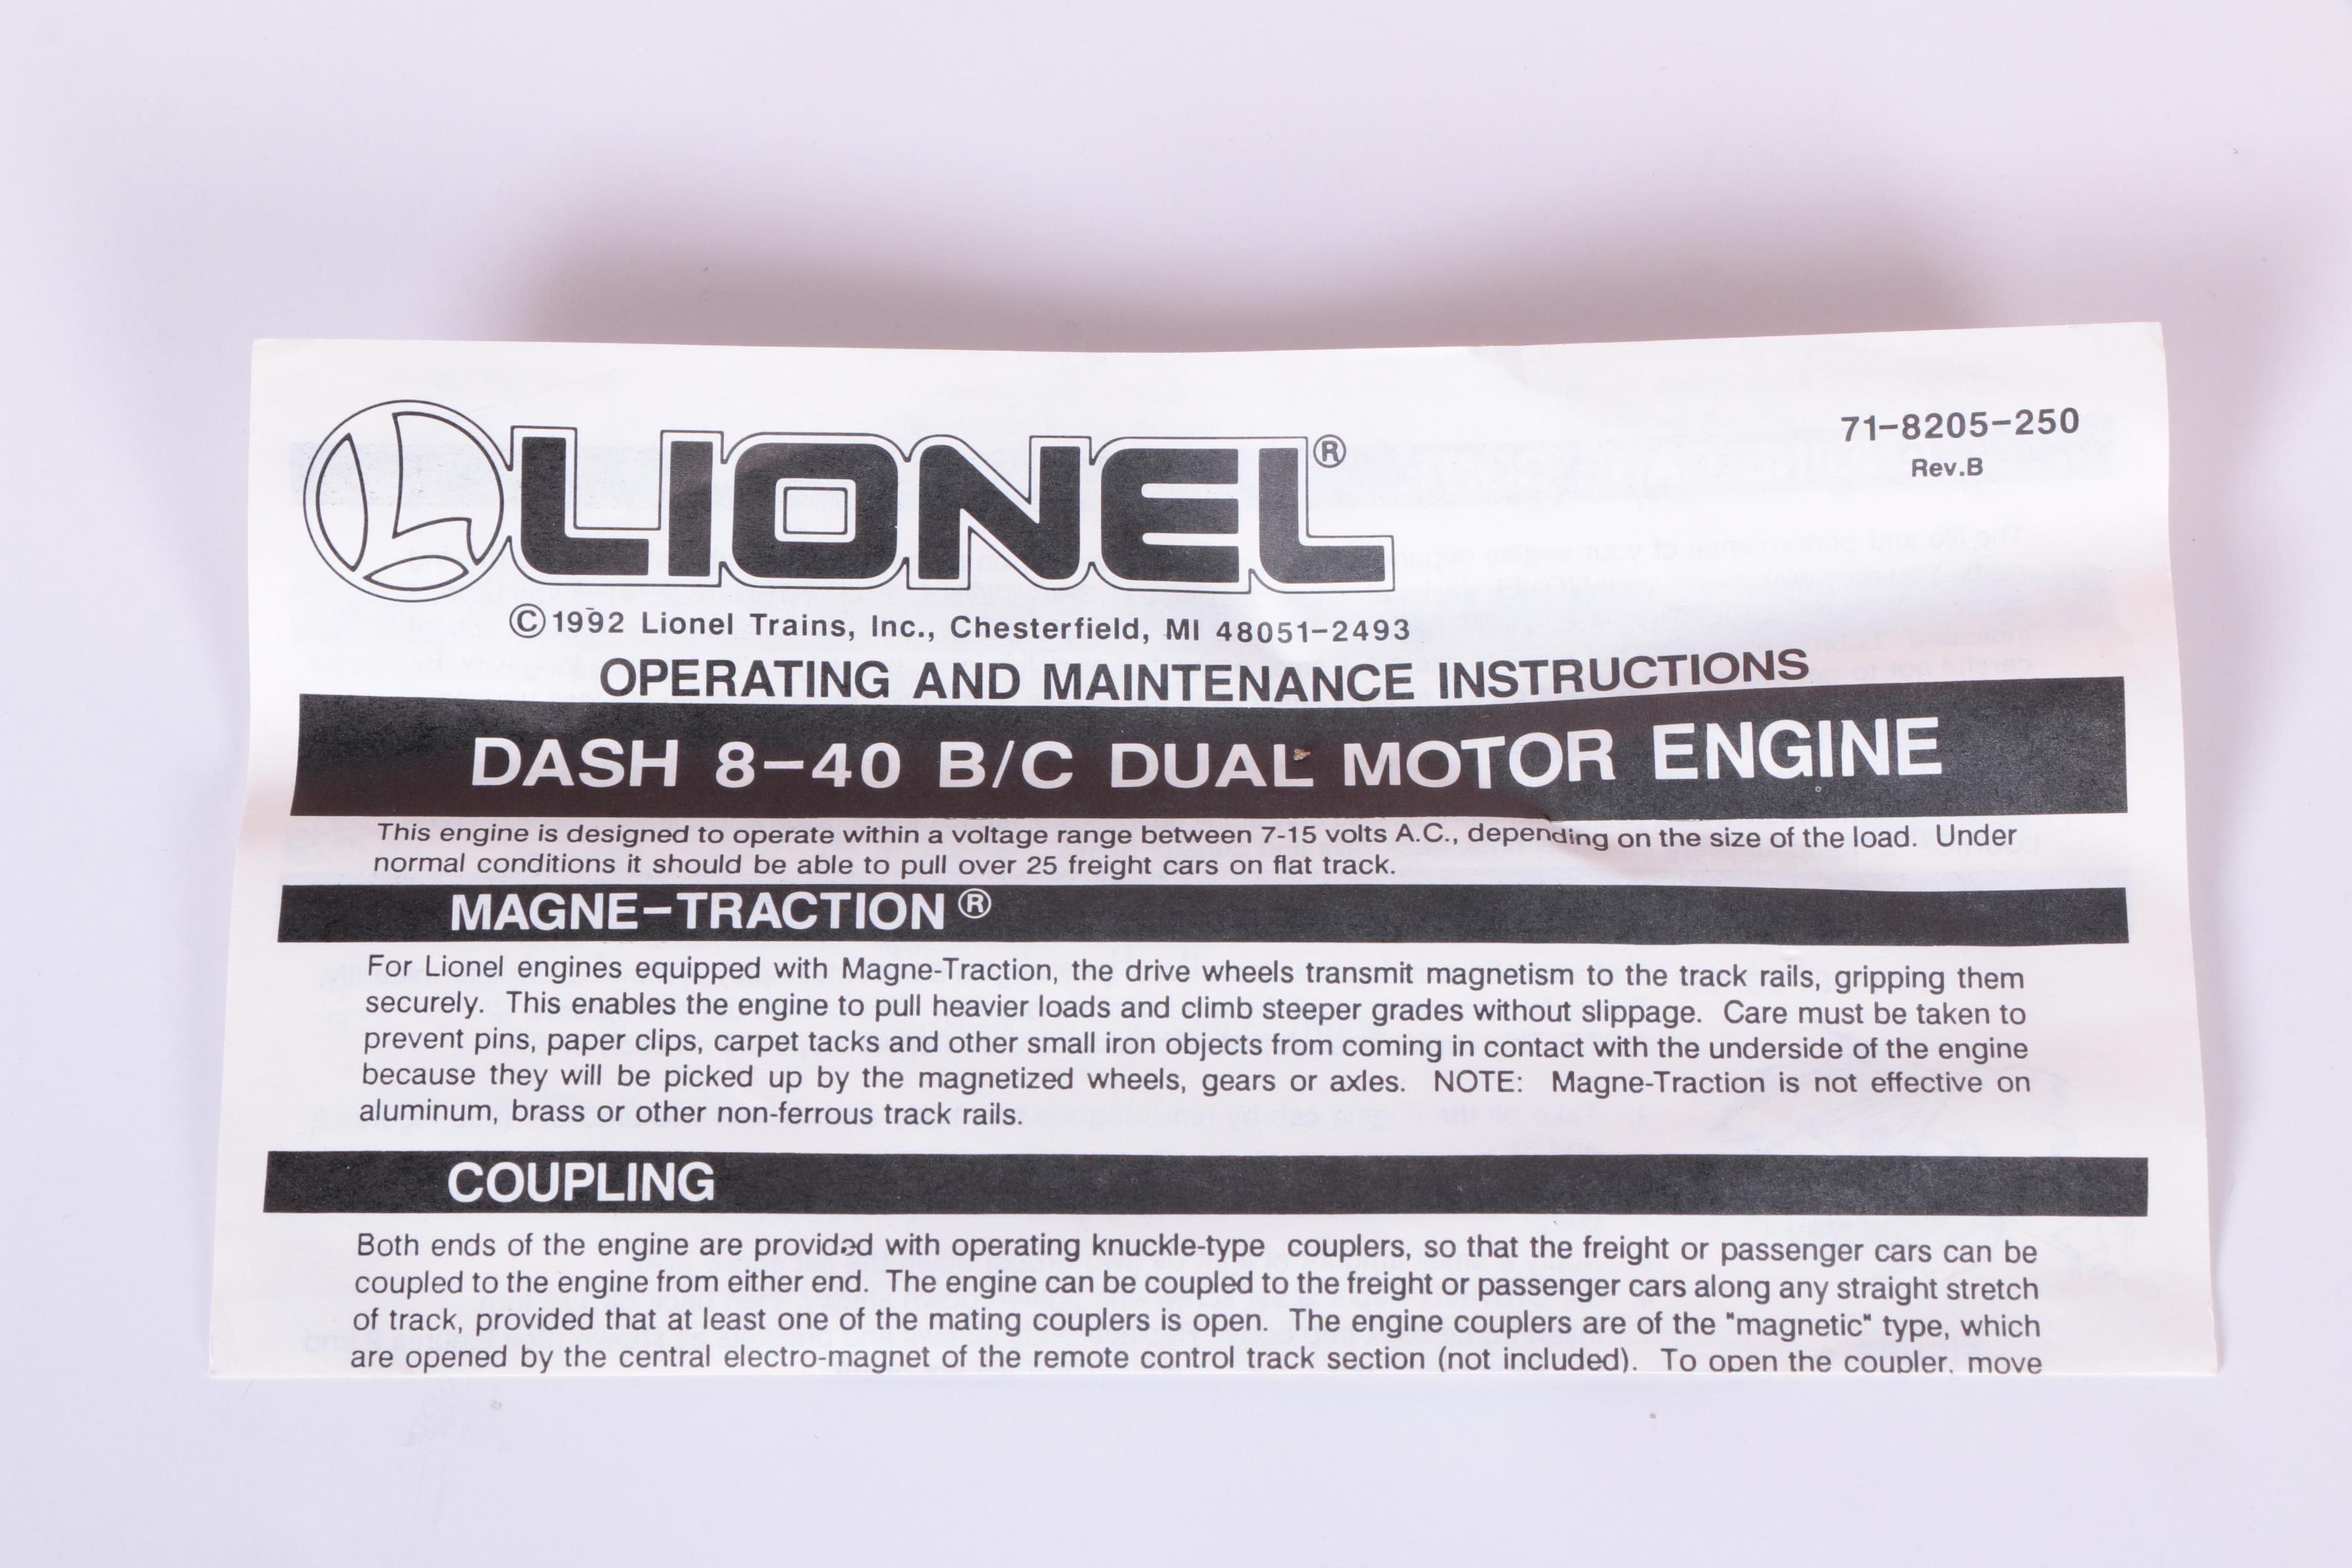 LIONEL®
71-8205-250
Rev.B
©1992 Lionel Trains, Inc., Chesterfield, MI 48051-2493
OPERATING AND MAINTENANCE INSTRUCTIONS
DASH 8-40 B/C DUAL MOTOR ENGINE
This engine is designed to operate within a voltage range between 7-15 volts A.C., depending on the size of the load. Under
normal conditions it should be able to pull over 25 freight cars on flat track.
MAGNE-TRACTION®
For Lionel engines equipped with Magne-Traction, the drive wheels transmit magnetism to the track rails, gripping them
securely. This enables the engine to pull heavier loads and climb steeper grades without slippage. Care must be taken to
prevent pins, paper clips, carpet tacks and other small iron objects from coming in contact with the underside of the engine
because they will be picked up by the magnetized wheels, gears or axles. NOTE: Magne-Traction is not effective on
aluminum, brass or other non-ferrous track rails.
COUPLING
Both ends of the engine are provided with operating knuckle-type couplers, so that the freight or passenger cars can be
coupled to the engine from either end. The engine can be coupled to the freight or passenger cars along any straight stretch
of track, provided that at least one of the mating couplers is open. The engine couplers are of the "magnetic" type, which
are opened by the central electro-magnet of the remote control track section (not included). To open the coupler, move